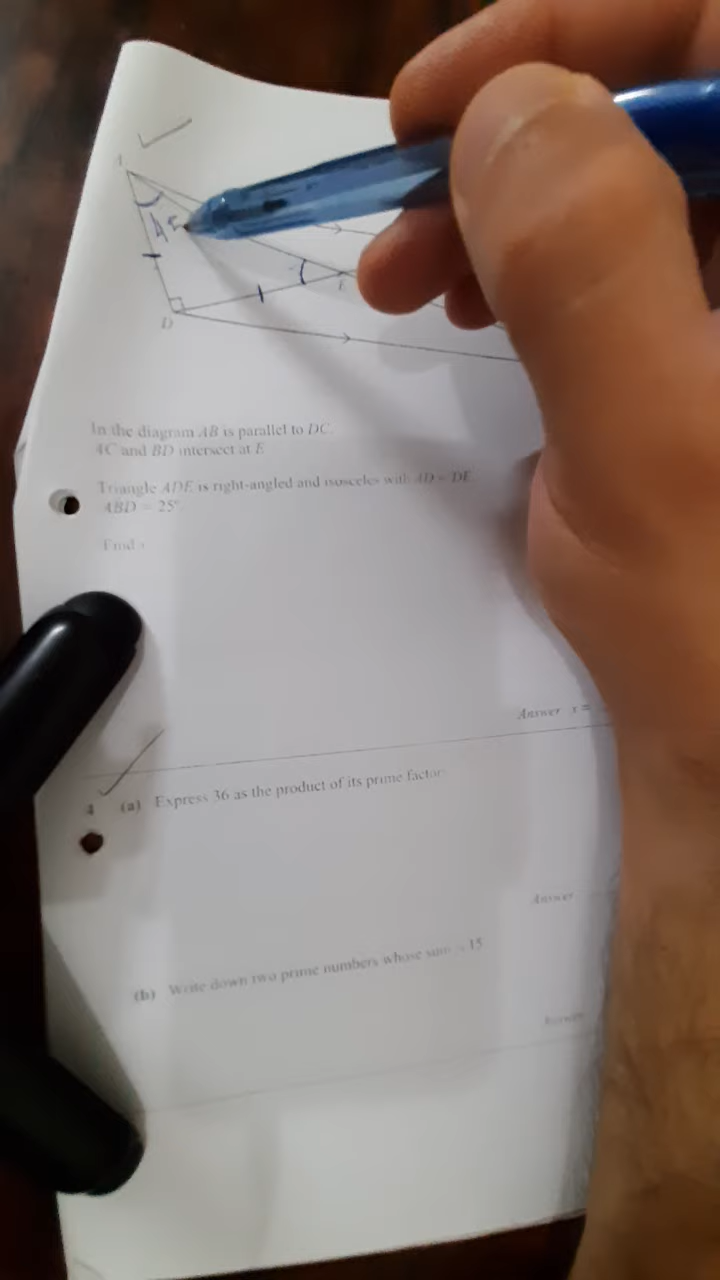 45
E
D
In the diagram AB is parallel to DC.
AC and BD intersect at E
Triangle ADE is right-angled and isosceles with AD = DE
ABD = 25°
Find
Answer x =
4 (a) Express 36 as the product of its prime factor
Answer
(b) Write down two prime numbers whose sum 15
Answer